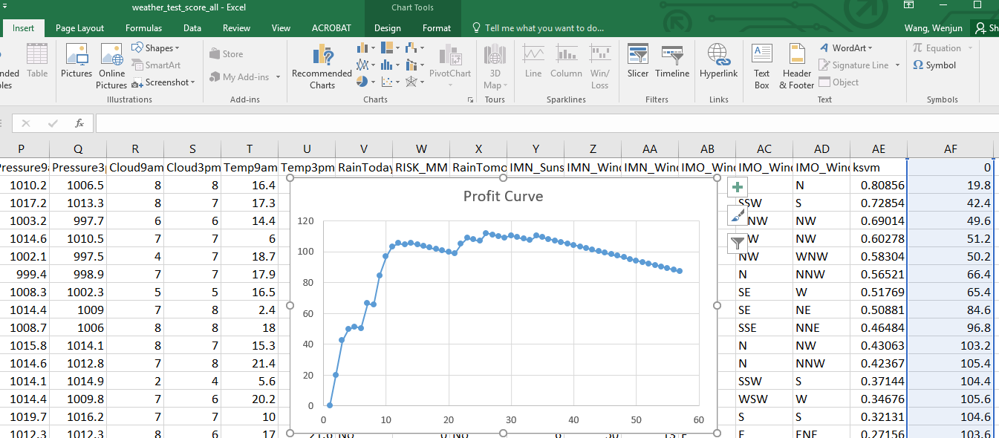 weather_test_score_all - Excel Chart Tools
Insert Page Layout Formulas Data Review View ACROBAT Design Format Tell me what you want to do... Wang, Wenjun Sh
Table Pictures Online Pictures Shapes SmartArt Screenshot Store My Add-ins Recommended Charts PivotChart 3D Map Line Column Win/Loss Slicer Timeline Hyperlink Text Box Header & Footer WordArt Signature Line Object Equation Symbol
Illustrations Add-ins Charts Tours Sparklines Filters Links Text Symbols
fx
P Q R S T U V W X Y Z AA AB AC AD AE AF
Pressure9a Pressure3p Cloud9am Cloud3pm Temp9am Temp3pm RainToday RISK_MM RainTomo IMN_Suns IMN_Wind IMN_Wind IMO_Wind IMO_Wind IMO_Wind ksvm 0
1010.2 1006.5 8 8 16.4 N 0.80856 19.8
1017.2 1013.3 8 7 17.3 SSW S 0.72854 42.4
1003.2 997.7 6 6 14.4 NW NW 0.69014 49.6
1014.6 1010.5 7 7 6 W NW 0.60278 51.2
1002.1 997.5 4 7 18.7 NW WNW 0.58304 50.2
999.4 998.9 7 7 17.9 N NNW 0.56521 66.4
1008.3 1002.3 5 5 16.5 SE W 0.51769 65.4
1014.4 1009 7 8 2.4 SE NE 0.50881 84.6
1008.7 1006 8 8 18 SSE NNE 0.46484 96.8
1015.8 1014.1 8 7 15.3 N NW 0.43063 103.2
1014.6 1012.8 7 8 21.4 N NNW 0.42367 105.4
1014.1 1014.9 2 4 5.6 SSW S 0.37144 104.4
1014.4 1009.8 7 6 20.2 WSW W 0.34676 105.6
1019.7 1016.2 7 7 10 S S 0.32131 104.6
1012.3 1012.3 8 6 17 21.6 No 0 No 6 30 13 E ENE 0.27156 103.6
Profit Curve
120
100
80
60
40
20
0
0 10 20 30 40 50 60